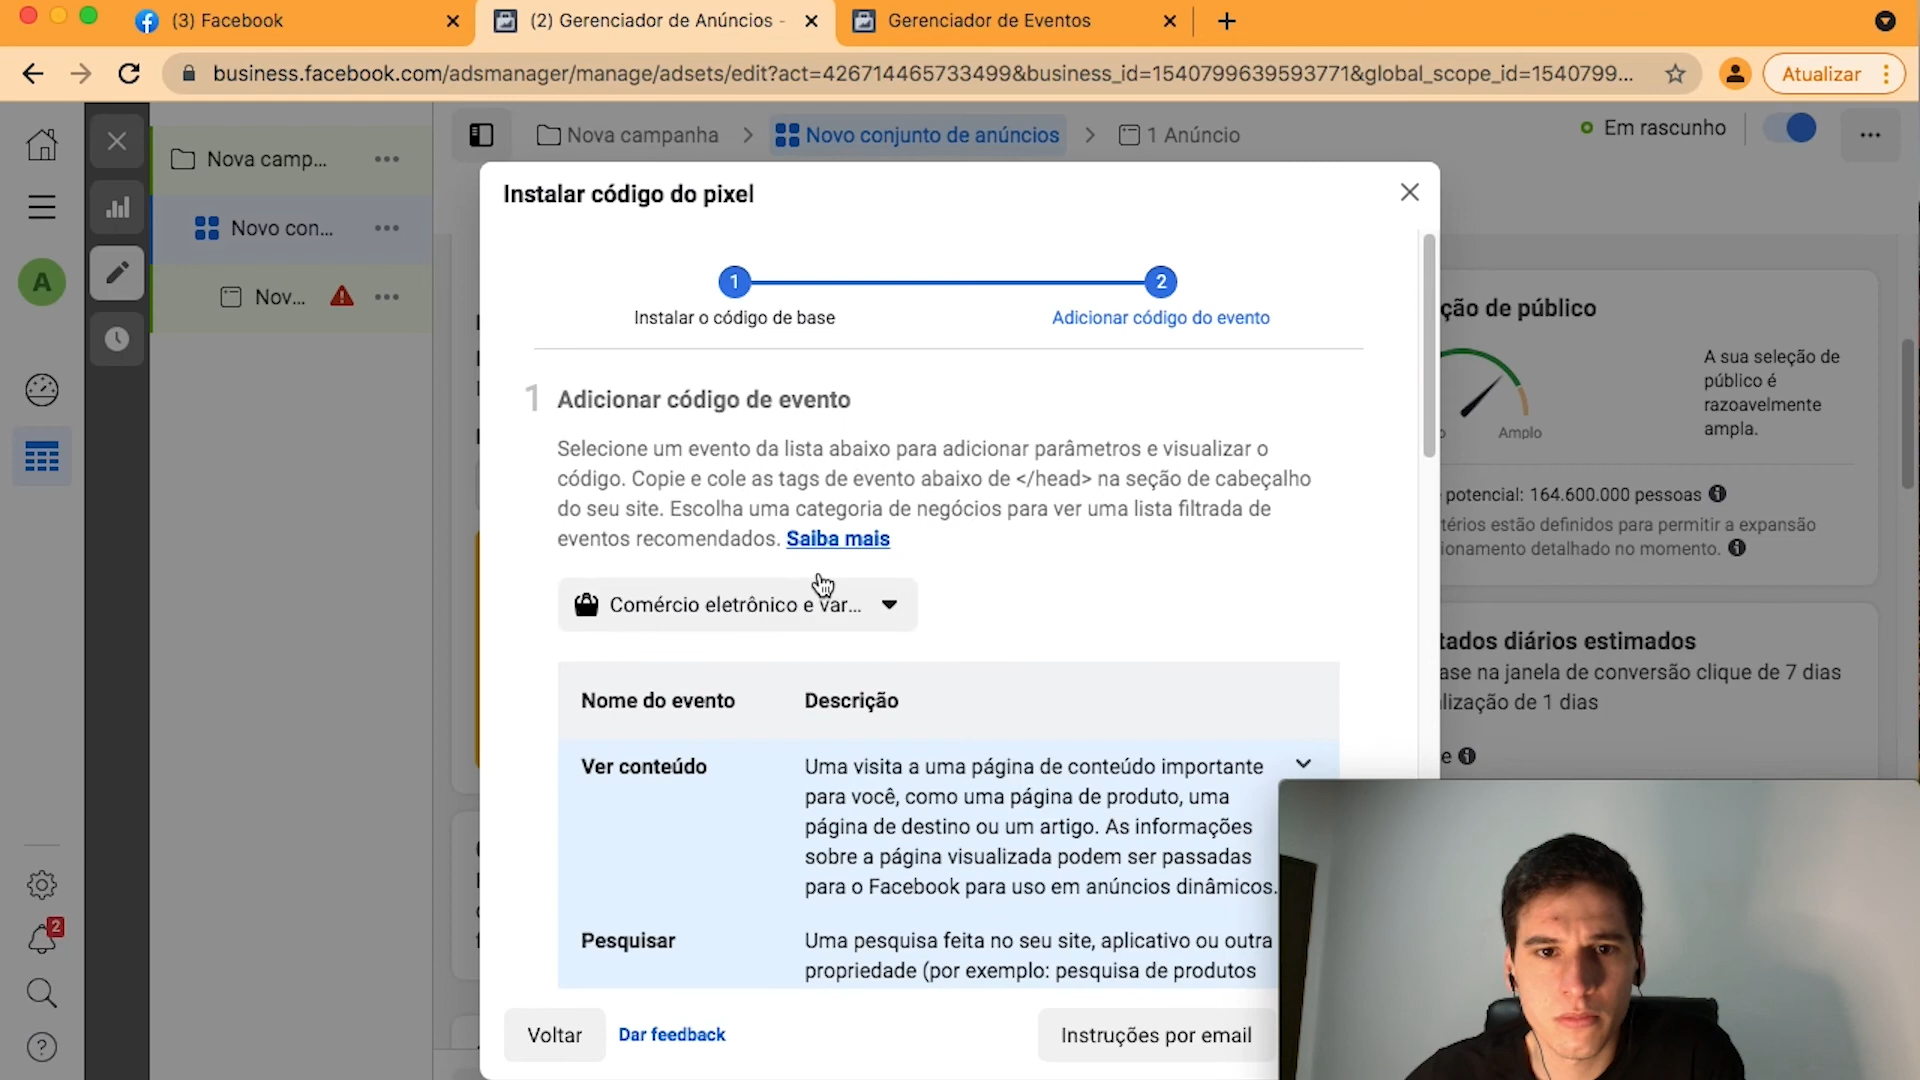 (3) Facebook
(2) Gerenciador de Anúncios -
Gerenciador de Eventos
business.facebook.com/adsmanager/manage/adsets/edit?act=426714465733499&business_id=1540799639593771&global_scope_id=1540799...
Atualizar
Nova campanha
Novo conjunto de anúncios
1 Anúncio
Em rascunho
Nova camp...
Novo con...
Nov...
A
2
Instalar código do pixel
1
2
Instalar o código de base
Adicionar código do evento
1 Adicionar código de evento
Selecione um evento da lista abaixo para adicionar parâmetros e visualizar o
código. Copie e cole as tags de evento abaixo de </head> na seção de cabeçalho
do seu site. Escolha uma categoria de negócios para ver uma lista filtrada de
eventos recomendados. Saiba mais
Comércio eletrônico e var...
Nome do evento
Descrição
Ver conteúdo
Uma visita a uma página de conteúdo importante
para você, como uma página de produto, uma
página de destino ou um artigo. As informações
sobre a página visualizada podem ser passadas
para o Facebook para uso em anúncios dinâmicos.
Pesquisar
Uma pesquisa feita no seu site, aplicativo ou outra
propriedade (por exemplo: pesquisa de produtos
Voltar
Dar feedback
Instruções por email
ção de público
Amplo
A sua seleção de
público é
razoavelmente
ampla.
potencial: 164.600.000 pessoas
térios estão definidos para permitir a expansão
ionamento detalhado no momento.
tados diários estimados
ase na janela de conversão clique de 7 dias
lização de 1 dias
e